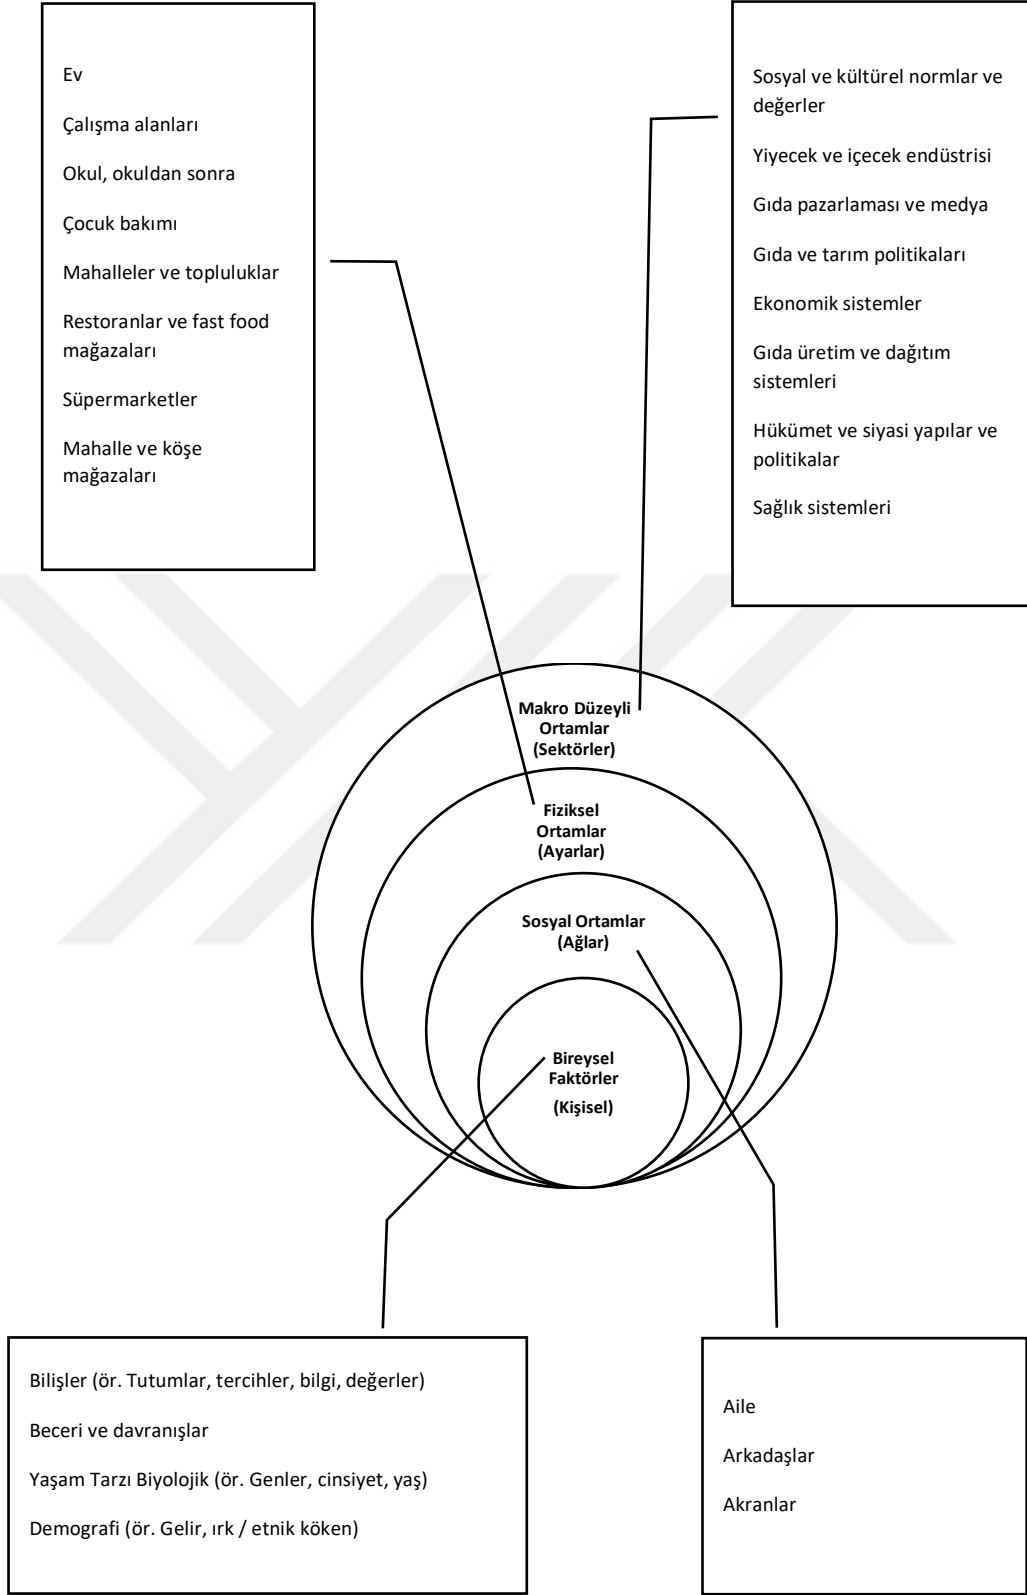 Ev
Çalışma alanları
Okul, okuldan sonra
Çocuk bakımı
Mahalleler ve topluluklar
Restoranlar ve fast food
mağazaları
Süpermarketler
Mahalle ve köşe
mağazaları
Sosyal ve kültürel normlar ve
değerler
Yiyecek ve içecek endüstrisi
Gıda pazarlaması ve medya
Gıda ve tarım politikaları
Ekonomik sistemler
Gıda üretim ve dağıtım
sistemleri
Hükümet ve siyasi yapılar ve
politikalar
Sağlık sistemleri
Makro Düzeyli
Ortamlar
(Sektörler)
Fiziksel
Ortamlar
(Ayarlar)
Sosyal Ortamlar
(Ağlar)
Bireysel
Faktörler
(Kişisel)
Bilişler (ör. Tutumlar, tercihler, bilgi, değerler)
Beceri ve davranışlar
Yaşam Tarzı Biyolojik (ör. Genler, cinsiyet, yaş)
Demografi (ör. Gelir, ırk / etnik köken)
Aile
Arkadaşlar
Akranlar